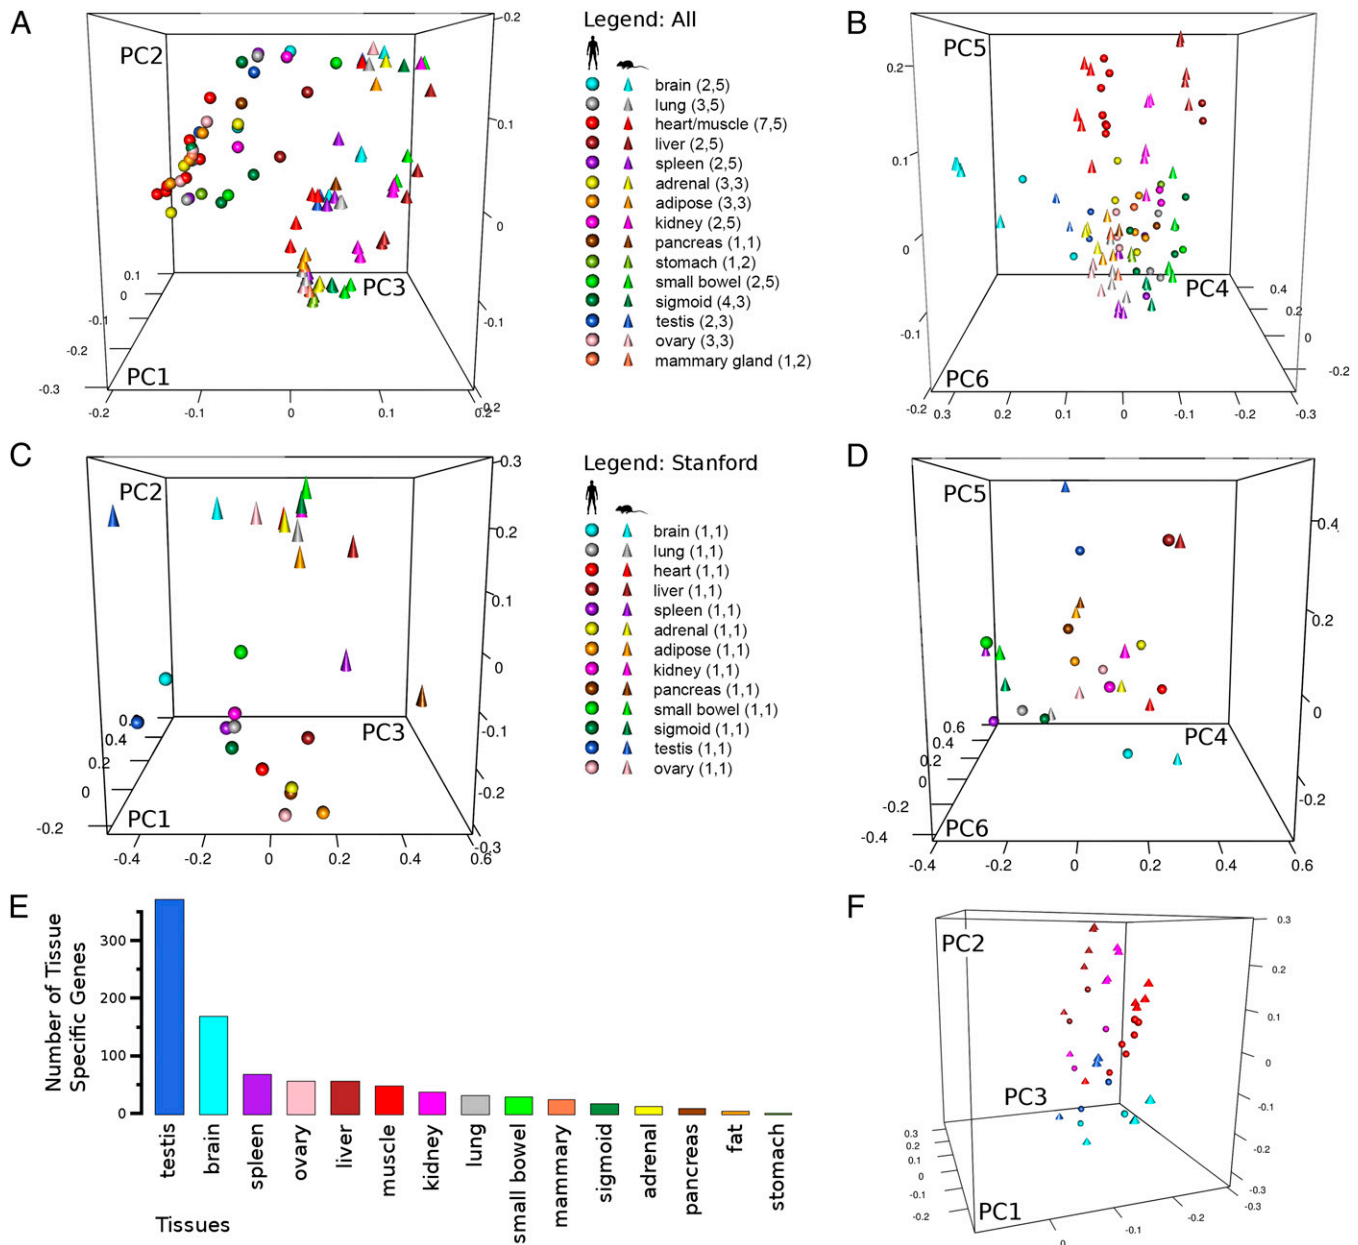 A
PC2
PC3
PC1
0.2
0.1
0
-0.1
-0.2
0.1
0
-0.1
-0.2
-0.3
-0.2
-0.1
0
0.1
0.2
Legend: All
brain (2,5)
lung (3,5)
heart/muscle (7,5)
liver (2,5)
spleen (2,5)
adrenal (3,3)
adipose (3,3)
kidney (2,5)
pancreas (1,1)
stomach (1,2)
small bowel (2,5)
sigmoid (4,3)
testis (2,3)
ovary (3,3)
mammary gland (1,2)
B
PC5
PC4
PC6
0.2
0.1
0
-0.1
-0.2
0.4
0.2
0
-0.2
0.3
0.2
0.1
0
-0.1
-0.2
-0.3
C
PC2
PC3
PC1
0.3
0.2
0.1
0
-0.1
-0.2
-0.3
0.4
0.2
0
-0.2
-0.4
-0.2
0
0.2
0.4
0.6
Legend: Stanford
brain (1,1)
lung (1,1)
heart (1,1)
liver (1,1)
spleen (1,1)
adrenal (1,1)
adipose (1,1)
kidney (1,1)
pancreas (1,1)
small bowel (1,1)
sigmoid (1,1)
testis (1,1)
ovary (1,1)
D
PC5
PC4
PC6
0.4
0.2
0
-0.2
0.6
0.4
0.2
0
-0.2
-0.4
-0.4
-0.2
0
0.2
0.4
0.6
E
Number of Tissue
Specific Genes
300
200
100
0
testis
brain
spleen
ovary
liver
muscle
kidney
lung
small bowel
mammary
sigmoid
adrenal
pancreas
fat
stomach
Tissues
F
PC2
PC3
PC1
0.3
0.2
0.1
0
-0.1
-0.2
-0.3
0.3
0.2
0.1
0
-0.1
-0.2
0
-0.1
-0.2
-0.3